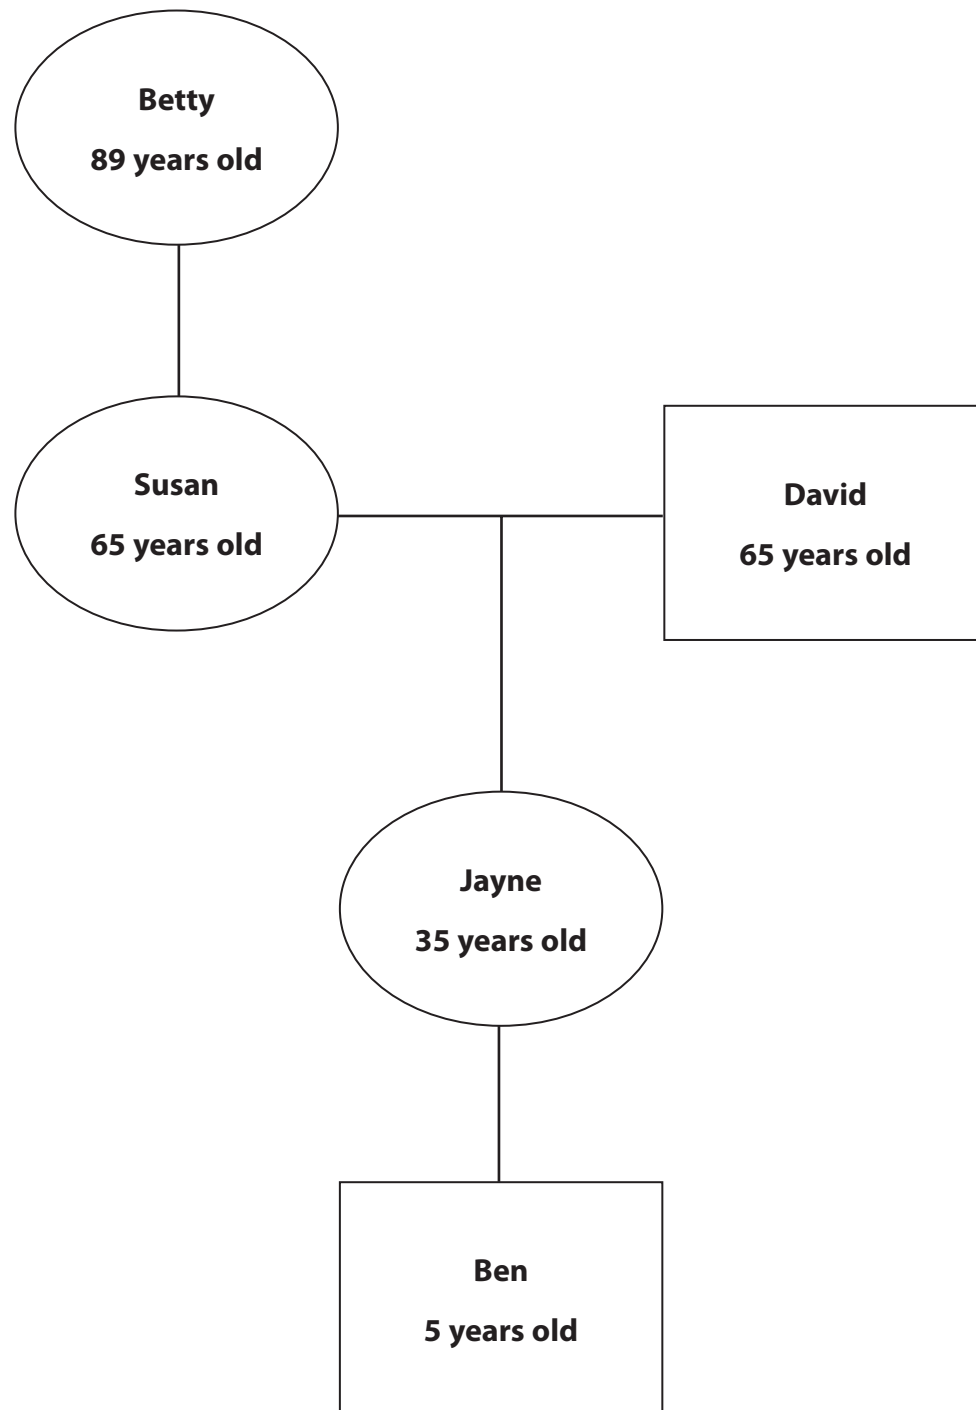 Betty
89 years old
Susan
65 years old
David
65 years old
Jayne
35 years old
Ben
5 years old